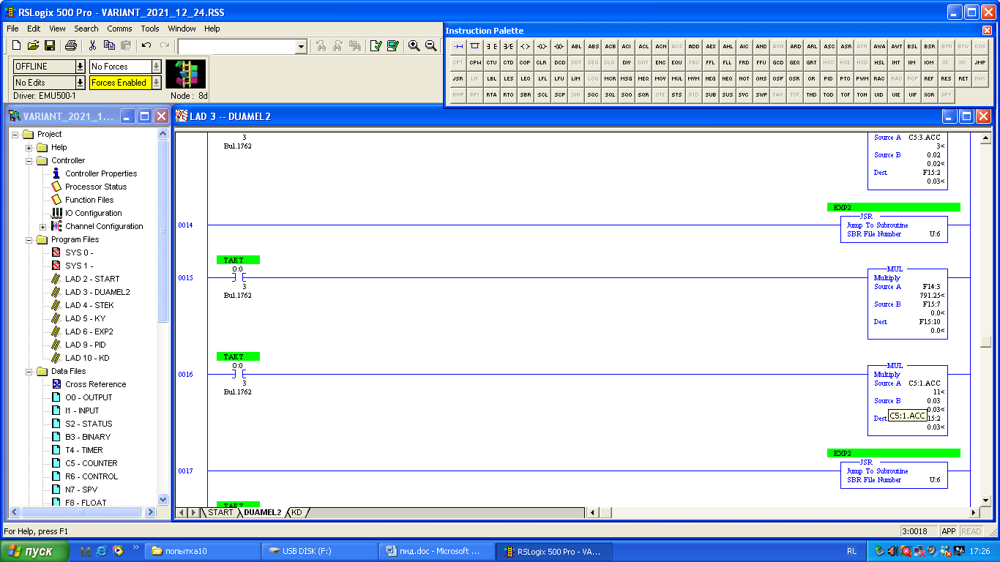 RSLogix 500 Pro - VARIANT_2021_12_24.RSS
File Edit View Search Comms Tools Window Help
Instruction Palette
ABL ABS ACB ACI ACL ACN ACS ADD AEX AHL AIC AND ASN ARD ARL ASC ASR ATN AWA AWT BSL BSR BTR BTW COS
CPT CPW CTU CTD COP CLR DCD DDT DEG DLG DIV DDV ENC EQU FBC FFL FLL FRD FFU GCD GEQ GRT HSC HSE HSD HSL INT IIM IOM IIE IID JMP
JSR LN LBL LES LEQ LFL LFU LIM LOG MCR MSG MEQ MOV MUL MVM NEG NEQ NOT ONS OSF OSR OR PID PTO PWM RAC RAD RCP REF RES RET RHC
RMP RPI RTA RTO SBR SCL SCP SIN SQC SQL SQO SQR STE STS STD SUB SUS SVC SWP TAN TDF TND TOD TOF TON UID UIE UIF XOR XPY
OFFLINE No Forces
No Edits Forces Enabled
Driver: EMU500-1 Node : 8d
VARIANT_2021_1...
Project
Help
Controller
Controller Properties
Processor Status
Function Files
IO Configuration
Channel Configuration
Program Files
SYS 0 -
SYS 1 -
LAD 2 - START
LAD 3 - DUAMEL2
LAD 4 - STEK
LAD 5 - KY
LAD 6 - EXP2
LAD 9 - PID
LAD 10 - KD
Data Files
Cross Reference
O0 - OUTPUT
I1 - INPUT
S2 - STATUS
B3 - BINARY
T4 - TIMER
C5 - COUNTER
R6 - CONTROL
N7 - SPV
F8 - FLOAT
LAD 3 -- DUAMEL2
3
Bul.1762
Source A C5:3.ACC
3<
Source B 0.02
0.02<
Dest F15:2
0.03<
EXP2
0014
JSR
Jump To Subroutine
SBR File Number U:6
TAKT
O:0
0015
3
Bul.1762
MUL
Multiply
Source A F14:3
791.25<
Source B F15:7
0.0<
Dest F15:10
0.0<
TAKT
O:0
0016
3
Bul.1762
MUL
Multiply
Source A C5:1.ACC
11<
Source B 0.03
0.03<
Dest C5:1.ACC 15:2
0.03<
EXP2
0017
JSR
Jump To Subroutine
SBR File Number U:6
TAKT
START DUAMEL2 KD
For Help, press F1
3:0018 APP READ
пуск попытка10 USB DISK (F:) пид.doc - Microsoft ... RSLogix 500 Pro - VA... RL 17:26